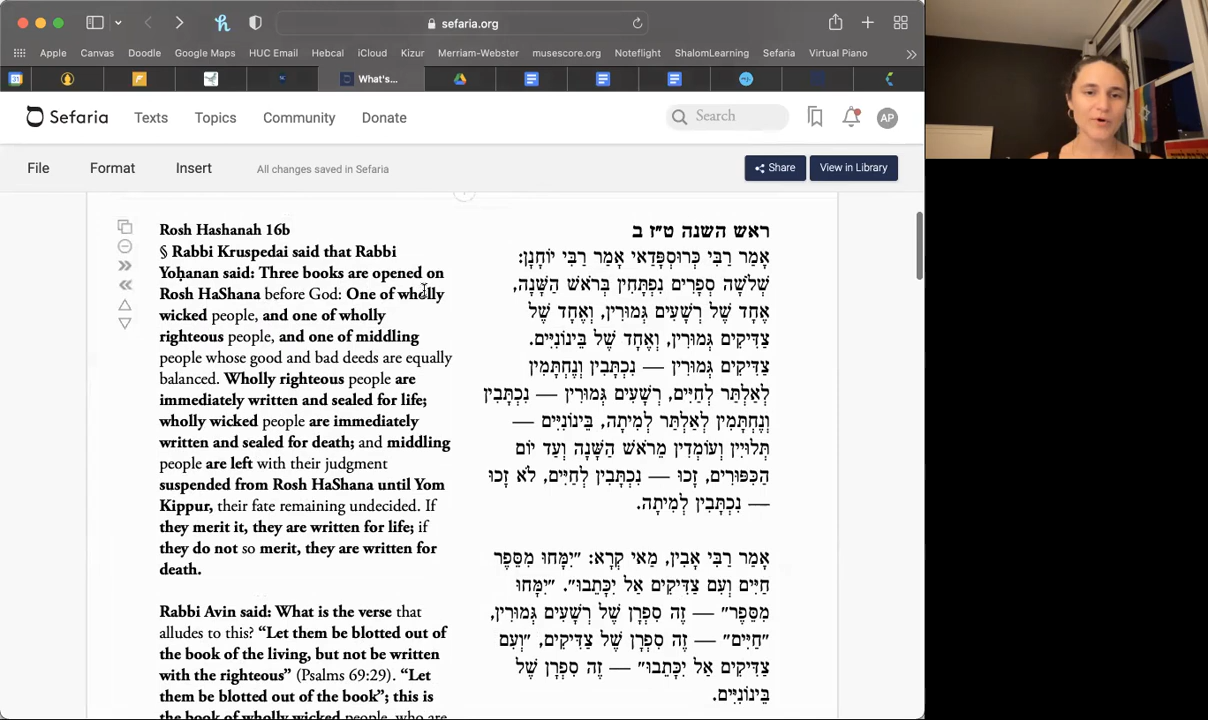 sefaria.org
Apple Canvas Doodle Google Maps HUC Email Hebcal iCloud Kizur Merriam-Webster musescore.org Noteflight ShalomLearning Sefaria Virtual Piano
What's...
Sefaria Texts Topics Community Donate Search AP
File Format Insert All changes saved in Sefaria Share View in Library
Rosh Hashanah 16b
§ Rabbi Kruspedai said that Rabbi
Yoḥanan said: Three books are opened on
Rosh HaShana before God: One of wholly
wicked people, and one of wholly
righteous people, and one of middling
people whose good and bad deeds are equally
balanced. Wholly righteous people are
immediately written and sealed for life;
wholly wicked people are immediately
written and sealed for death; and middling
people are left with their judgment
suspended from Rosh HaShana until Yom
Kippur, their fate remaining undecided. If
they merit it, they are written for life; if
they do not so merit, they are written for
death.
Rabbi Avin said: What is the verse that
alludes to this? “Let them be blotted out of
the book of the living, but not be written
with the righteous” (Psalms 69:29). “Let
them be blotted out of the book”; this is
the book of wholly wicked people, who are
ראש השנה ט״ז ב
אָמַר רַבִּי כְּרוּסְפָּדַאי אָמַר רַבִּי יוֹחָנָן:
שְׁלֹשָׁה סְפָרִים נִפְתָּחִין בְּרֹאשׁ הַשָּׁנָה,
אֶחָד שֶׁל רְשָׁעִים גְּמוּרִין, וְאֶחָד שֶׁל
צַדִּיקִים גְּמוּרִין, וְאֶחָד שֶׁל בֵּינוֹנִיִּים.
צַדִּיקִים גְּמוּרִין — נִכְתָּבִין וְנֶחְתָּמִין
לְאַלְתַּר לְחַיִּים, רְשָׁעִים גְּמוּרִין — נִכְתָּבִין
וְנֶחְתָּמִין לְאַלְתַּר לְמִיתָה, בֵּינוֹנִיִּים —
תְּלוּיִין וְעוֹמְדִין מֵרֹאשׁ הַשָּׁנָה וְעַד יוֹם
הַכִּפּוּרִים, זָכוּ — נִכְתָּבִין לְחַיִּים, לֹא זָכוּ
— נִכְתָּבִין לְמִיתָה.
אָמַר רַבִּי אָבִין, מַאי קְרָא: ״יִמָּחוּ מִסֵּפֶר
חַיִּים וְעִם צַדִּיקִים אַל יִכָּתֵבוּ״. ״יִמָּחוּ
מִסֵּפֶר״ — זֶה סִפְרָן שֶׁל רְשָׁעִים גְּמוּרִין,
״חַיִּים״ — זֶה סִפְרָן שֶׁל צַדִּיקִים, ״וְעִם
צַדִּיקִים אַל יִכָּתֵבוּ״ — זֶה סִפְרָן שֶׁל
בֵּינוֹנִיִּים.